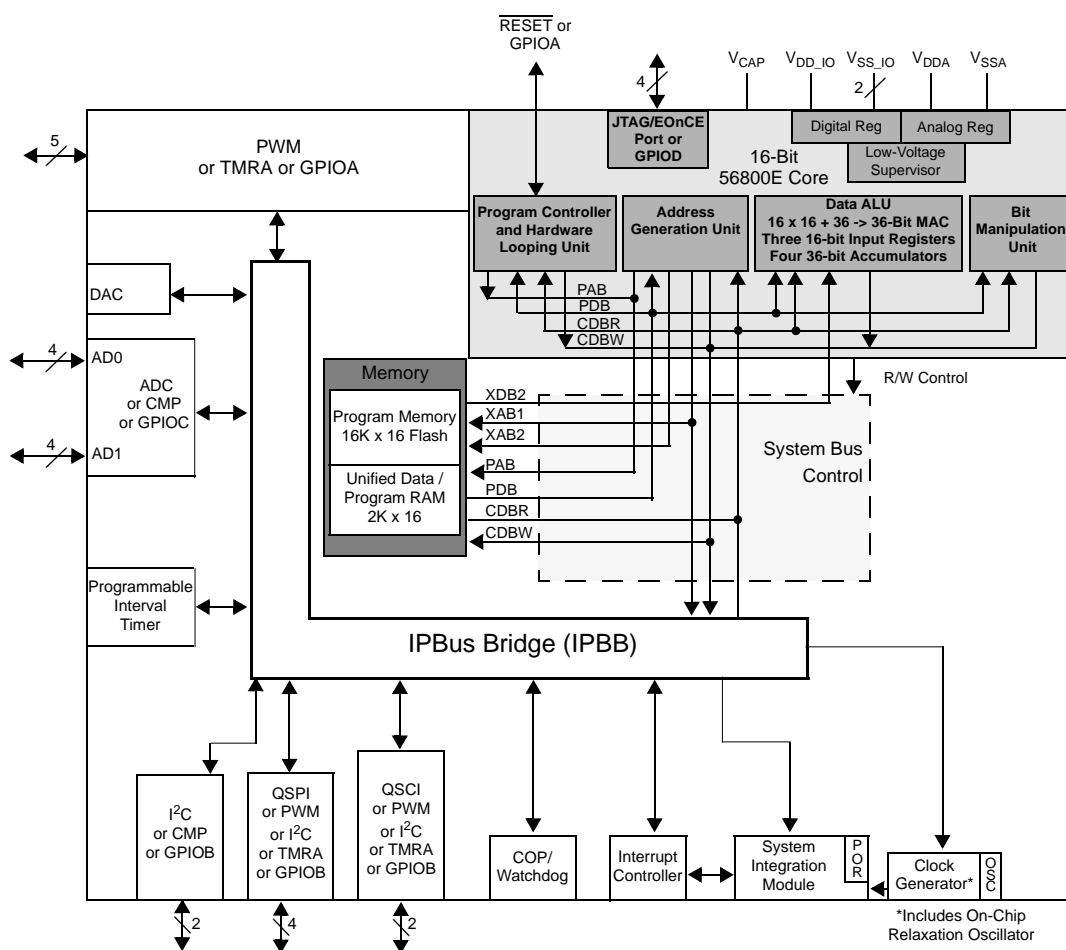 RESET or
GPIOA
4
V_CAP
V_DD_IO
V_SS_IO
V_DDA
V_SSA
2
5
PWM
or TMRA or GPIOA
JTAG/EOnCE
Port or
GPIOD
Digital Reg
Analog Reg
Low-Voltage
Supervisor
16-Bit
56800E Core
Program Controller
and Hardware
Looping Unit
Address
Generation Unit
Data ALU
16 x 16 + 36 -> 36-Bit MAC
Three 16-bit Input Registers
Four 36-bit Accumulators
Bit
Manipulation
Unit
PAB
PDB
CDBR
CDBW
DAC
4
AD0
ADC
or CMP
or GPIOC
4
AD1
Memory
Program Memory
16K x 16 Flash
Unified Data /
Program RAM
2K x 16
XDB2
XAB1
XAB2
PAB
PDB
CDBR
CDBW
R/W Control
System Bus
Control
Programmable
Interval
Timer
IPBus Bridge (IPBB)
I²C
or CMP
or GPIOB
QSPI
or PWM
or I²C
or TMRA
or GPIOB
QSCI
or PWM
or I²C
or TMRA
or GPIOB
COP/
Watchdog
Interrupt
Controller
System
Integration
Module
POR
Clock
Generator*
OSC
2
4
2
*Includes On-Chip
Relaxation Oscillator